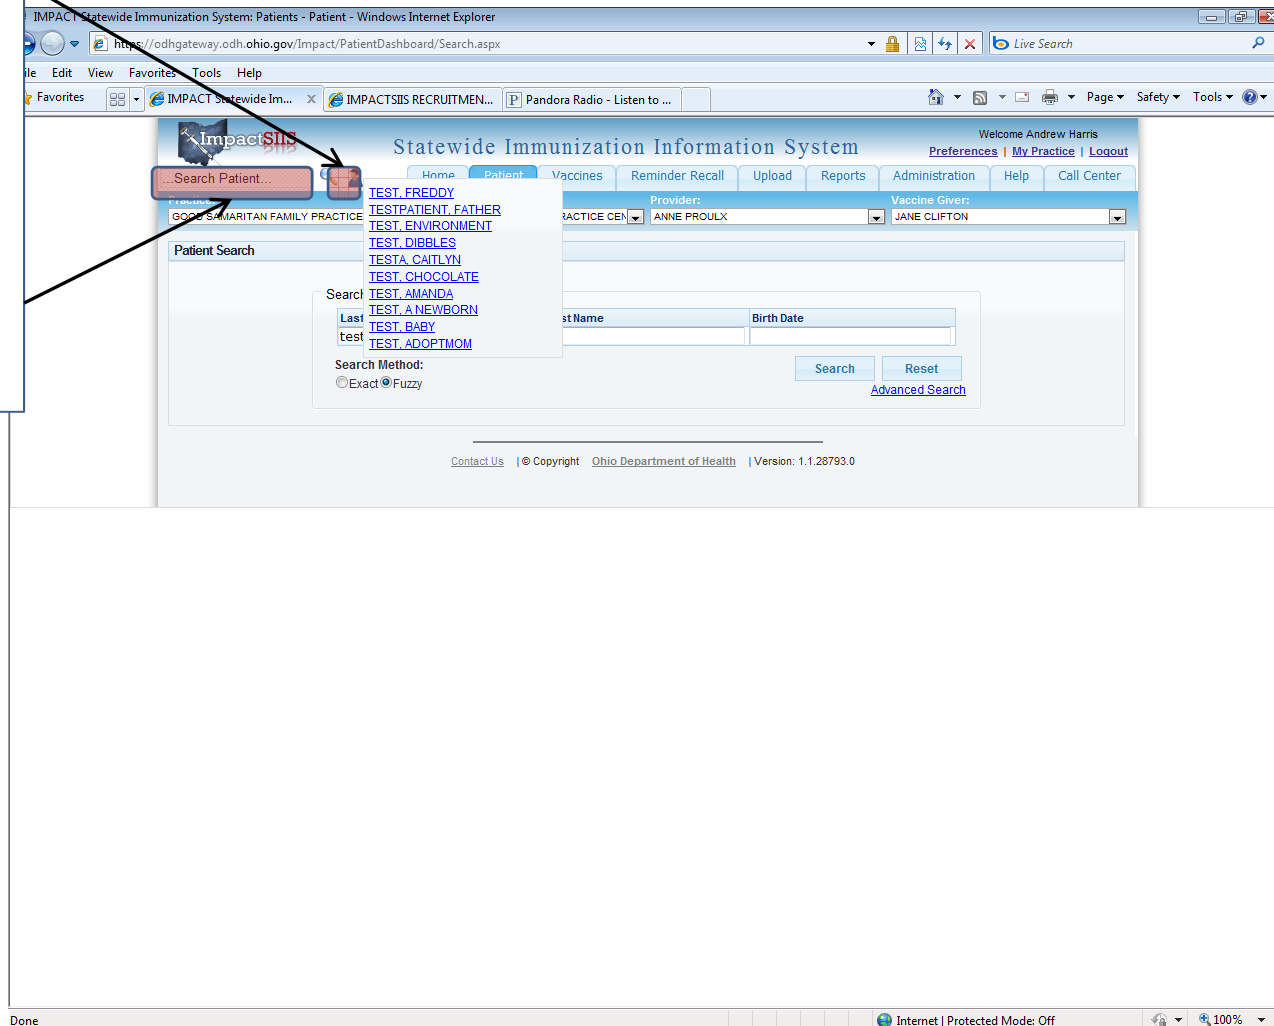 IMPACT Statewide Immunization System: Patients - Patient - Windows Internet Explorer
https://odhgateway.odh.ohio.gov/Impact/PatientDashboard/Search.aspx
Live Search
ile Edit View Favorites Tools Help
Favorites IMPACT Statewide Im... x IMPACTSIIS RECRUITMEN... Pandora Radio - Listen to ... Page Safety Tools
ImpactSIIS
Statewide Immunization Information System
Welcome Andrew Harris
Preferences | My Practice | Logout
...Search Patient...
Home Patient Vaccines Reminder Recall Upload Reports Administration Help Call Center
Practice Provider: Vaccine Giver:
GOOD SAMARITAN FAMILY PRACTICE RACTICE CEN ANNE PROULX JANE CLIFTON
TEST, FREDDY
TESTPATIENT, FATHER
TEST, ENVIRONMENT
TEST, DIBBLES
TESTA, CAITLYN
TEST, CHOCOLATE
TEST, AMANDA
TEST, A NEWBORN
TEST, BABY
TEST, ADOPTMOM
Patient Search
Search
Last st Name Birth Date
test
Search Method:
Exact Fuzzy
Search Reset
Advanced Search
Contact Us | © Copyright Ohio Department of Health | Version: 1.1.28793.0
Done Internet | Protected Mode: Off 100%